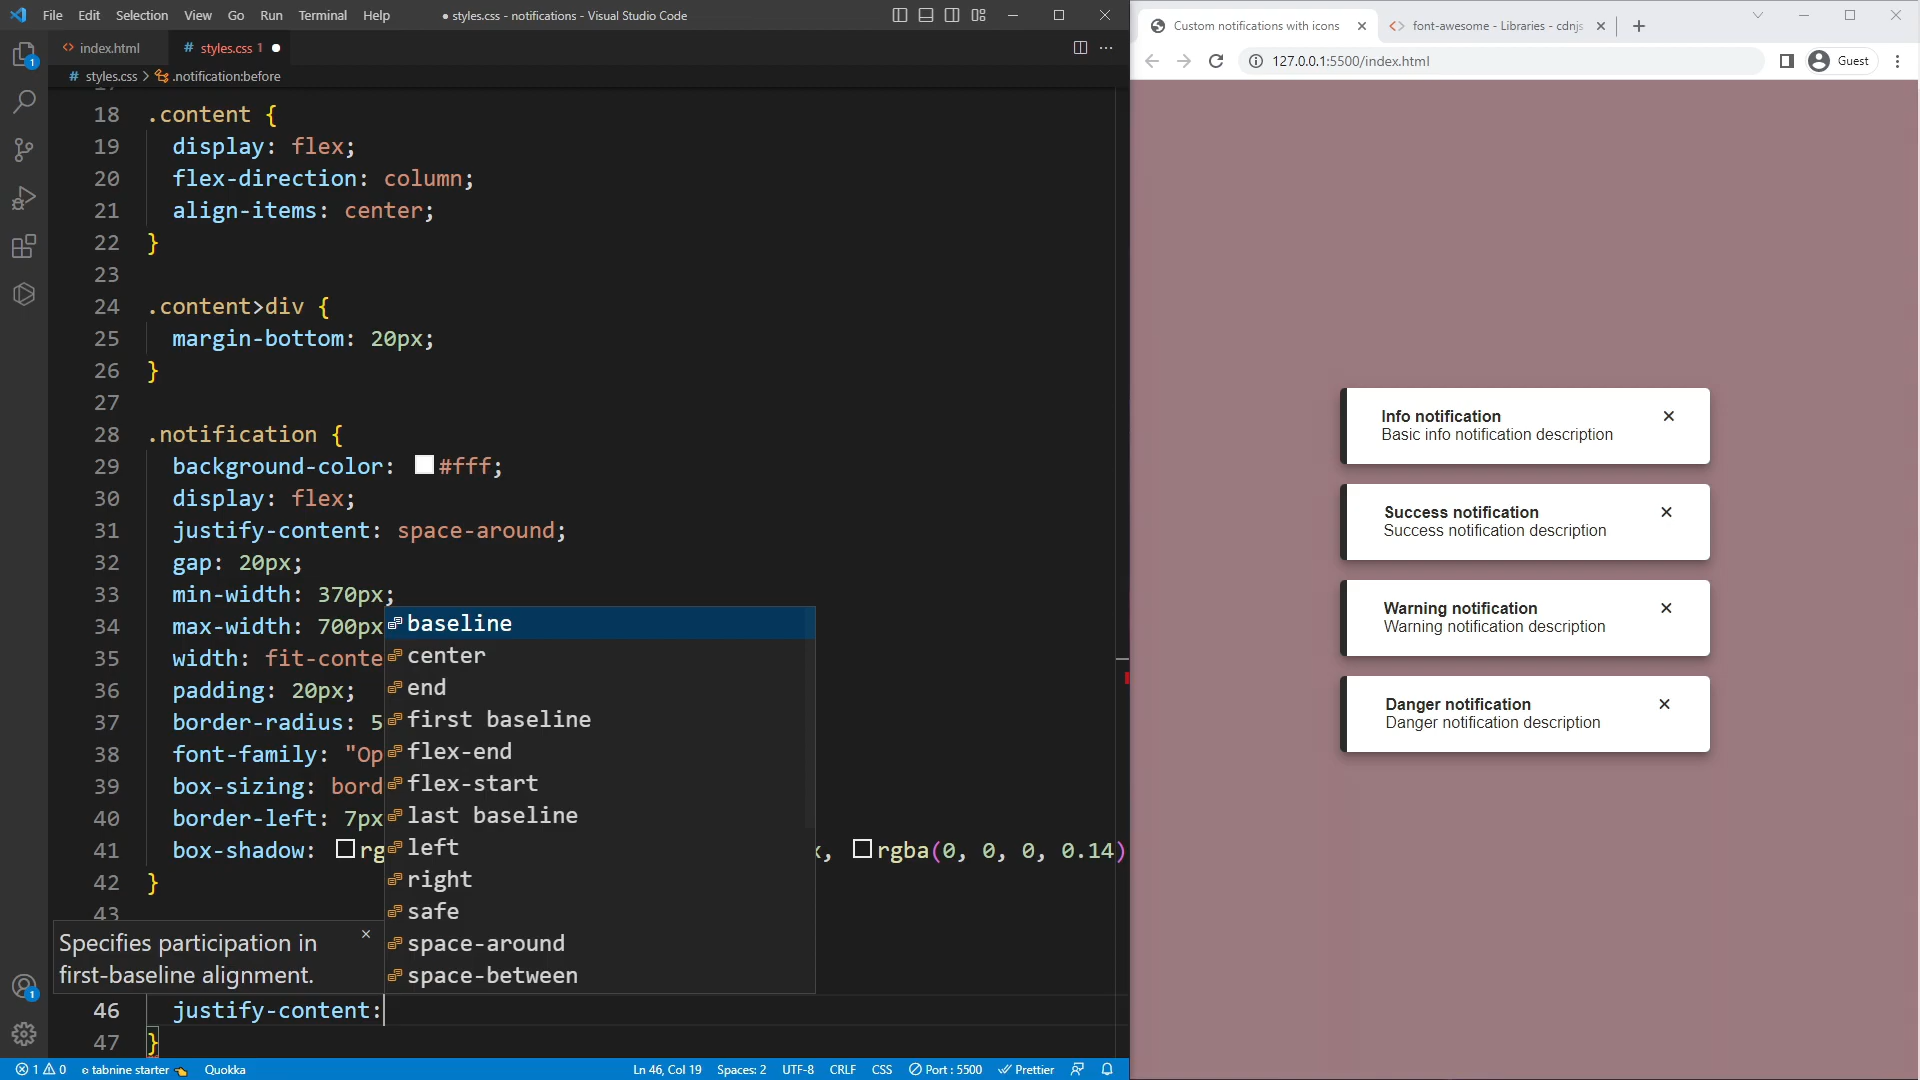 File Edit Selection View Go Run Terminal Help
● styles.css - notifications - Visual Studio Code
index.html
# styles.css 1 ●
# styles.css > .notification:before
18 .content {
19 display: flex;
20 flex-direction: column;
21 align-items: center;
22 }
23
24 .content>div {
25 margin-bottom: 20px;
26 }
27
28 .notification {
29 background-color: #fff;
30 display: flex;
31 justify-content: space-around;
32 gap: 20px;
33 min-width: 370px;
34 max-width: 700px
35 width: fit-conte
36 padding: 20px;
37 border-radius: 5
38 font-family: "Op
39 box-sizing: bord
40 border-left: 7px
41 box-shadow: rg , rgba(0, 0, 0, 0.14)
42 }
43
46 justify-content:
47 }
baseline
center
end
first baseline
flex-end
flex-start
last baseline
left
right
safe
space-around
space-between
Specifies participation in
first-baseline alignment.
1
1
1 0 tabnine starter Quokka Ln 46, Col 19 Spaces: 2 UTF-8 CRLF CSS Port : 5500 Prettier
Custom notifications with icons
font-awesome - Libraries - cdnjs
127.0.0.1:5500/index.html
Guest
Info notification
Basic info notification description
Success notification
Success notification description
Warning notification
Warning notification description
Danger notification
Danger notification description